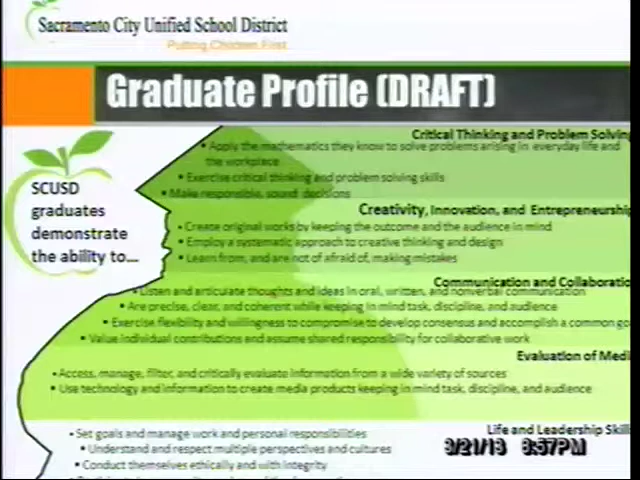 Sacramento City Unified School District
Putting Children First
Graduate Profile (DRAFT)
SCUSD
graduates
demonstrate
the ability to...
Critical Thinking and Problem Solving
• Apply the mathematics they know to solve problems arising in everyday life and
the workplace
• Exercise critical thinking and problem solving skills
• Make responsible, sound decisions
Creativity, Innovation, and Entrepreneurship
• Create original works by keeping the outcome and the audience in mind
• Employ a systematic approach to creative thinking and design
• Learn from, and are not of afraid of, making mistakes
Communication and Collaboratio
• Listen and articulate thoughts and ideas in oral, written, and nonverbal communication
• Are precise, clear, and coherent while keeping in mind task, discipline, and audience
• Exercise flexibility and willingness to compromise to develop consensus and accomplish a common go
• Value individual contributions and assume shared responsibility for collaborative work
Evaluation of Medi
• Access, manage, filter, and critically evaluate information from a wide variety of sources
• Use technology and information to create media products keeping in mind task, discipline, and audience
Life and Leadership Skill
• Set goals and manage work and personal responsibilities
• Understand and respect multiple perspectives and cultures
• Conduct themselves ethically and with integrity
3/21/13 8:57PM